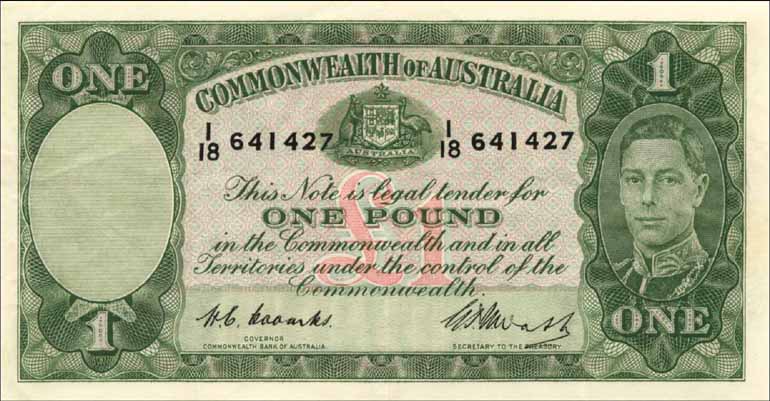 ONE
1
COMMONWEALTH OF AUSTRALIA
I/18 641427
I/18 641427
AUSTRALIA
£1
This Note is legal tender for
ONE POUND
in the Commonwealth and in all
Territories under the control of the
Commonwealth
GOVERNOR
COMMONWEALTH BANK OF AUSTRALIA.
SECRETARY TO THE TREASURY
1
ONE